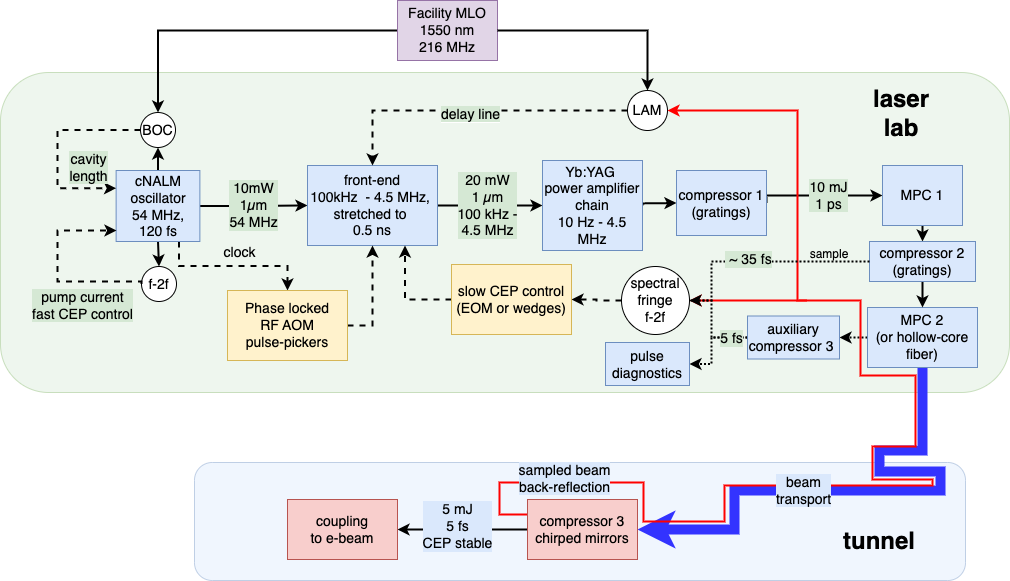 Facility MLO
1550 nm
216 MHz
laser
lab
BOC
LAM
delay line
cavity
length
cNALM
oscillator
54 MHz,
120 fs
10mW
1μm
54 MHz
front-end
100kHz - 4.5 MHz,
stretched to
0.5 ns
20 mW
1 μm
100 kHz -
4.5 MHz
Yb:YAG
power amplifier
chain
10 Hz - 4.5
MHz
compressor 1
(gratings)
10 mJ
1 ps
MPC 1
clock
f-2f
pump current
fast CEP control
Phase locked
RF AOM
pulse-pickers
slow CEP control
(EOM or wedges)
spectral
fringe
f-2f
~ 35 fs
sample
compressor 2
(gratings)
5 fs
auxiliary
compressor 3
MPC 2
(or hollow-core
fiber)
pulse
diagnostics
sampled beam
back-reflection
beam
transport
coupling
to e-beam
5 mJ
5 fs
CEP stable
compressor 3
chirped mirrors
tunnel